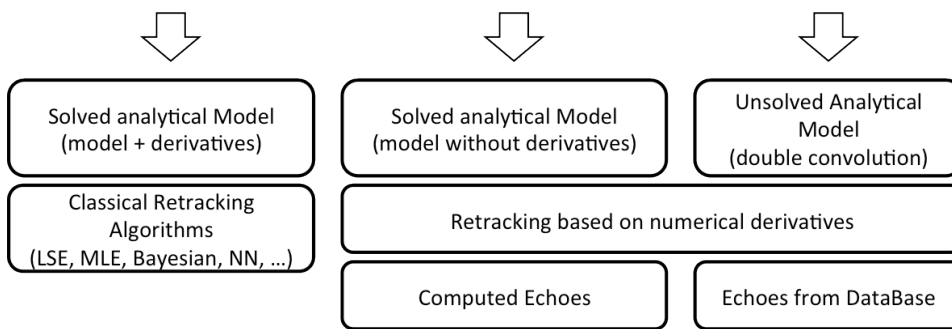 Solved analytical Model
(model + derivatives)
Solved analytical Model
(model without derivatives)
Unsolved Analytical
Model
(double convolution)
Classical Retracking
Algorithms
(LSE, MLE, Bayesian, NN, ...)
Retracking based on numerical derivatives
Computed Echoes
Echoes from DataBase